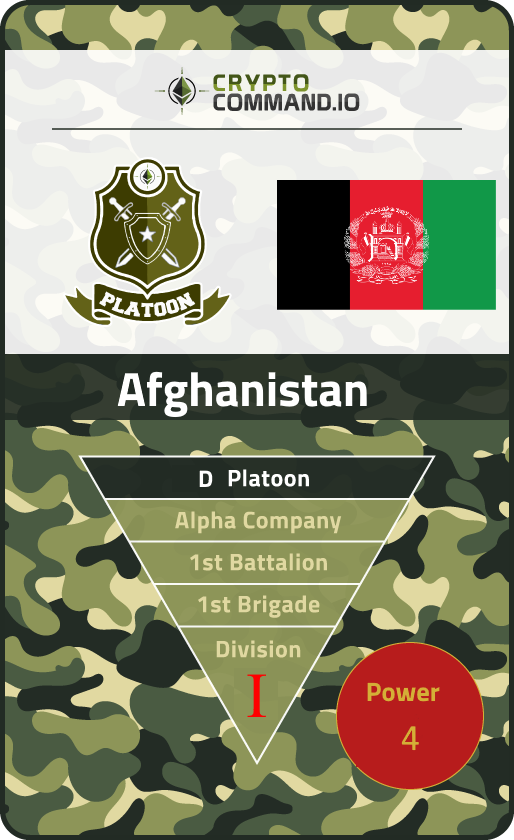 CRYPTO
COMMAND.IO
PLATOON
Afghanistan
D Platoon
Alpha Company
1st Battalion
1st Brigade
Division
I
Power
4